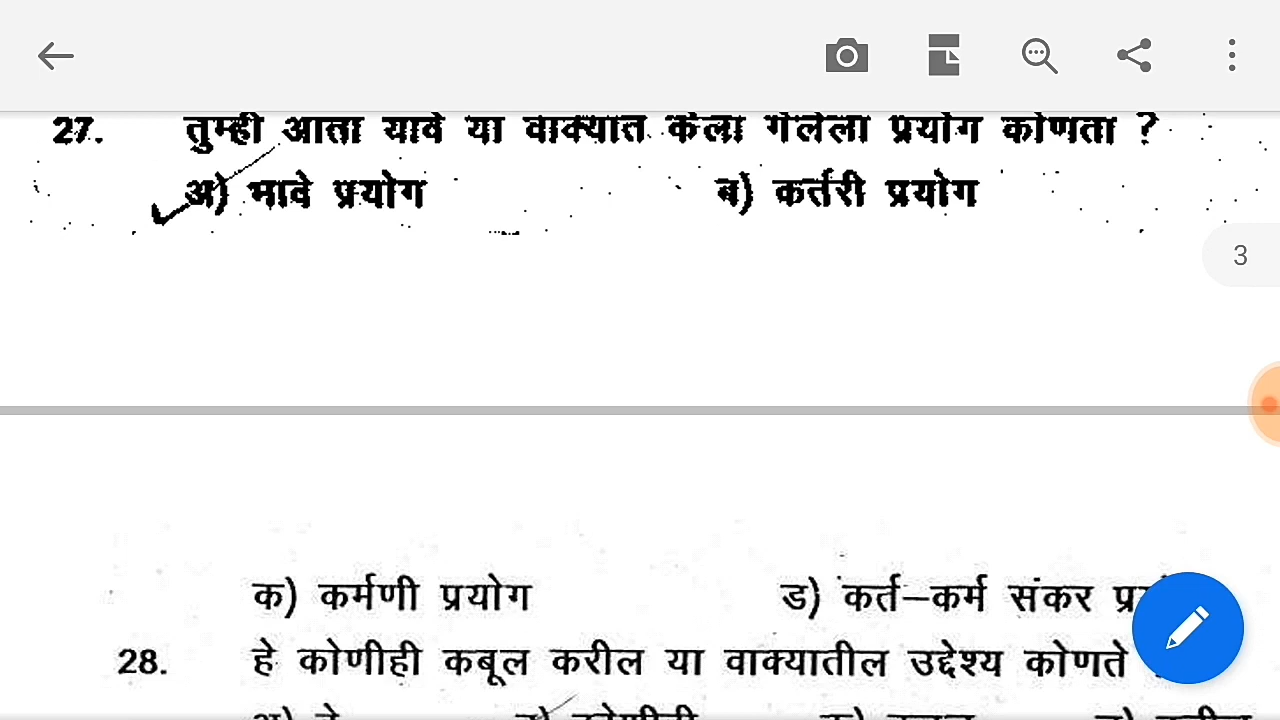 27. तुम्ही आता यावे या वाक्यात केला गेलेला प्रयोग कोणता ?
अ) भावे प्रयोग ब) कर्तरी प्रयोग
3
क) कर्मणी प्रयोग ड) कर्त–कर्म संकर
28. हे कोणीही कबूल करील या वाक्यातील उद्देश्य कोणते